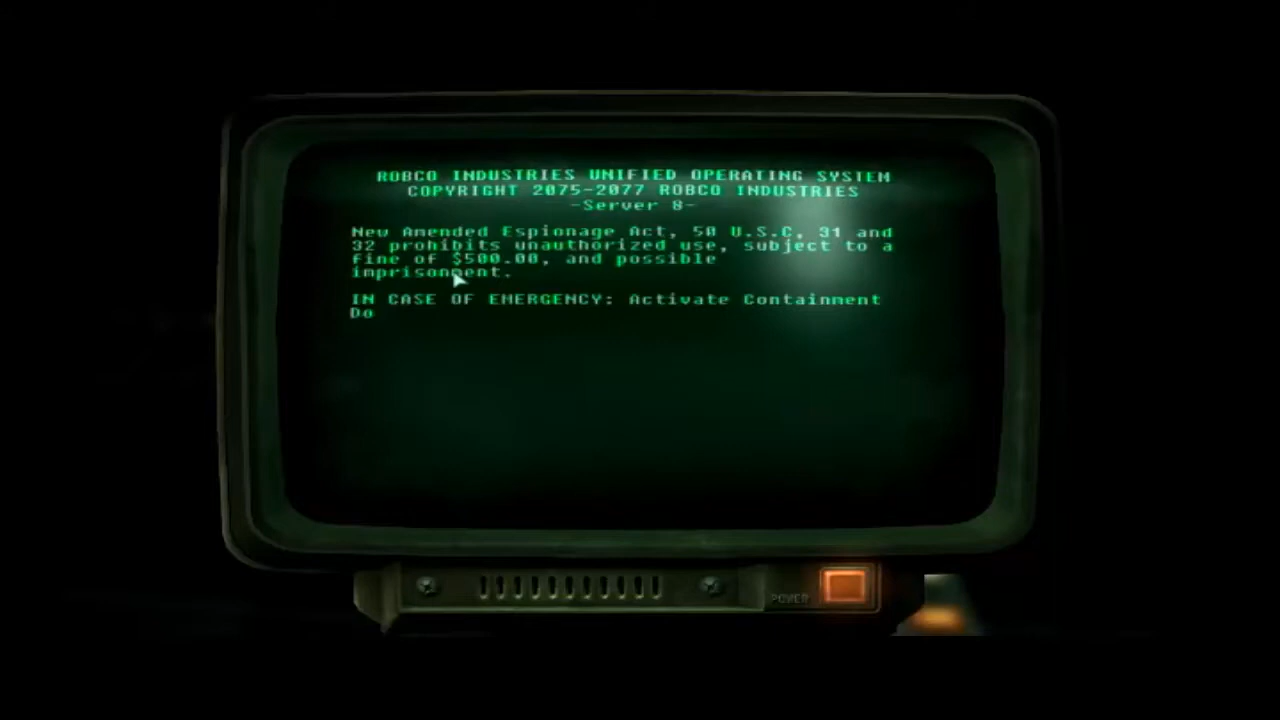 ROBCO INDUSTRIES UNIFIED OPERATING SYSTEM
COPYRIGHT 2075-2077 ROBCO INDUSTRIES
-Server 8-
New Amended Espionage Act, 50 U.S.C. 31 and
32 prohibits unauthorized use, subject to a
fine of $500.00, and possible
imprisonment.
IN CASE OF EMERGENCY: Activate Containment
Do
POWER